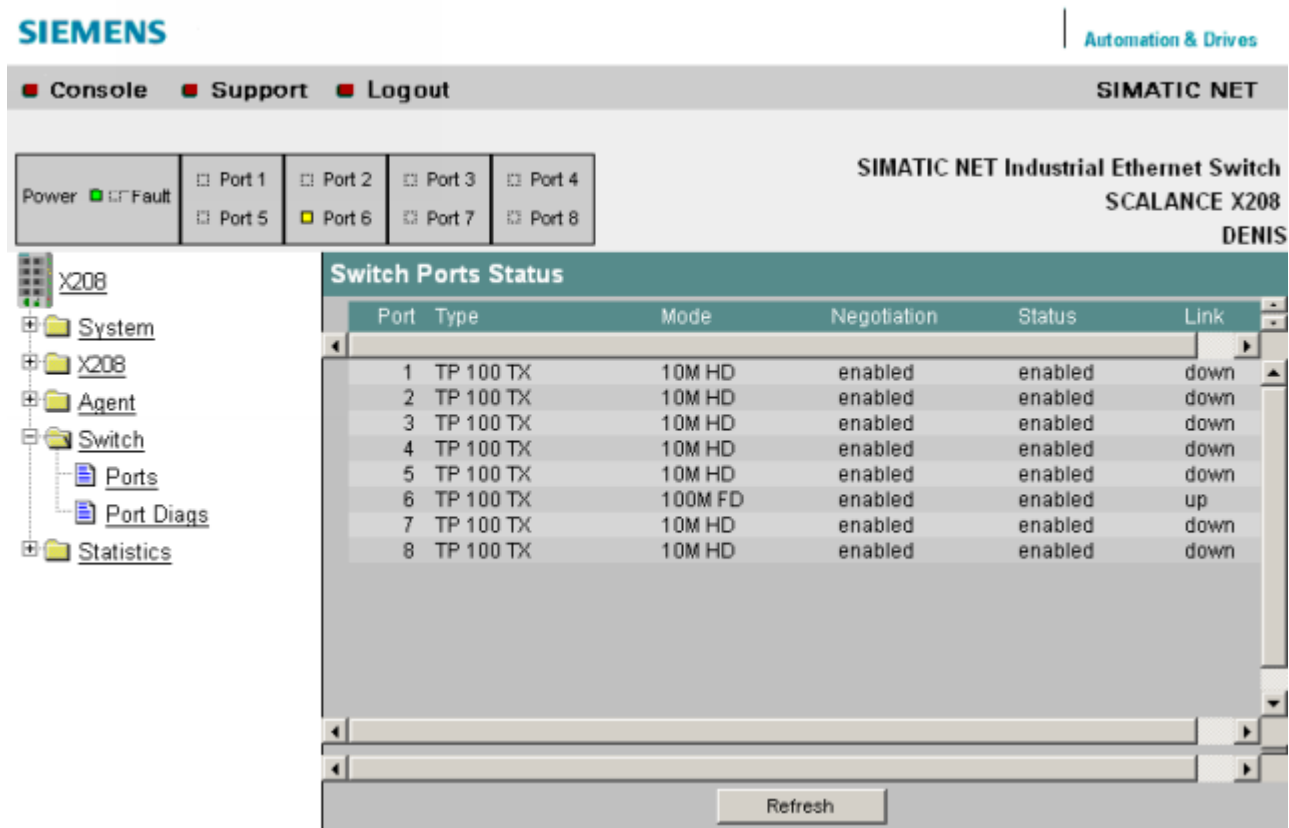 SIEMENS
Automation & Drives
Console Support Logout SIMATIC NET
Power Fault Port 1 Port 2 Port 3 Port 4
Port 5 Port 6 Port 7 Port 8
SIMATIC NET Industrial Ethernet Switch
SCALANCE X208
DENIS
X208
System
X208
Agent
Switch
Ports
Port Diags
Statistics
Switch Ports Status
Port Type Mode Negotiation Status Link
1 TP 100 TX 10M HD enabled enabled down
2 TP 100 TX 10M HD enabled enabled down
3 TP 100 TX 10M HD enabled enabled down
4 TP 100 TX 10M HD enabled enabled down
5 TP 100 TX 10M HD enabled enabled down
6 TP 100 TX 100M FD enabled enabled up
7 TP 100 TX 10M HD enabled enabled down
8 TP 100 TX 10M HD enabled enabled down
Refresh